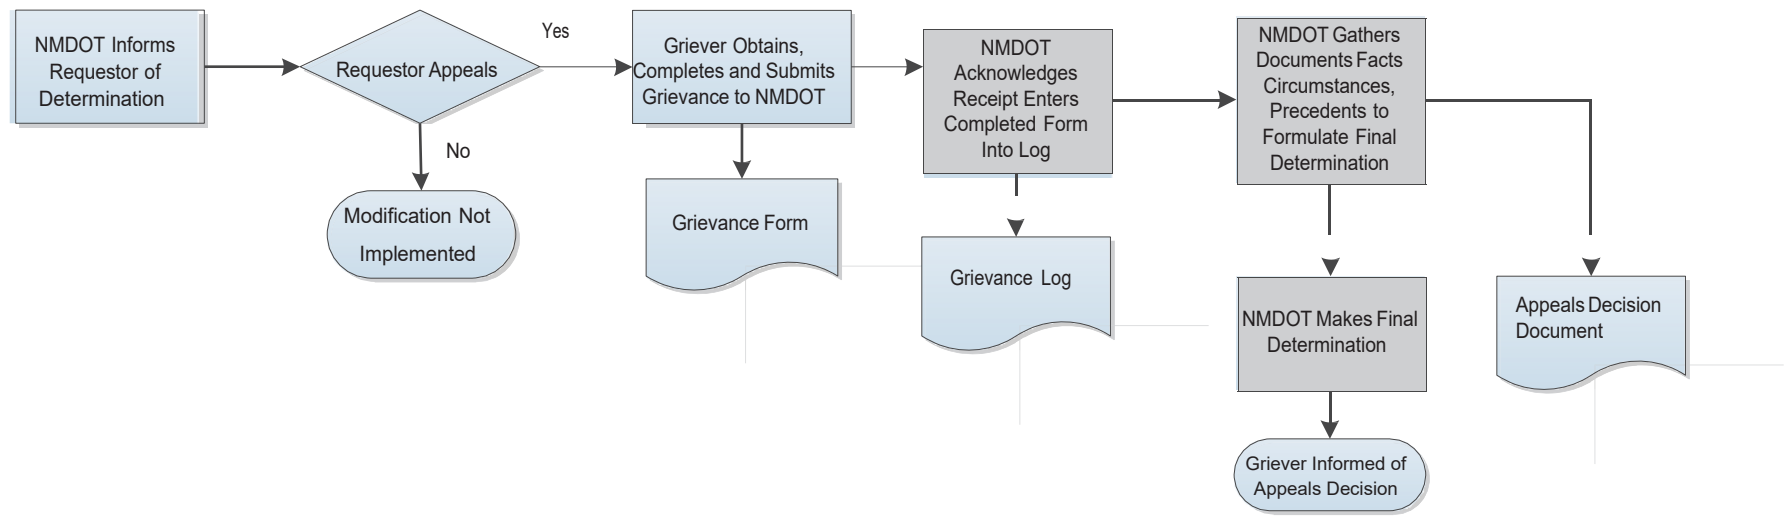 NMDOT Informs
Requestor of
Determination
Requestor Appeals
Yes
No
Modification Not
Implemented
Griever Obtains,
Completes and Submits
Grievance to NMDOT
Grievance Form
NMDOT
Acknowledges
Receipt Enters
Completed Form
Into Log
Grievance Log
NMDOT Gathers
Documents Facts
Circumstances,
Precedents to
Formulate Final
Determination
NMDOT Makes Final
Determination
Griever Informed of
Appeals Decision
Appeals Decision
Document